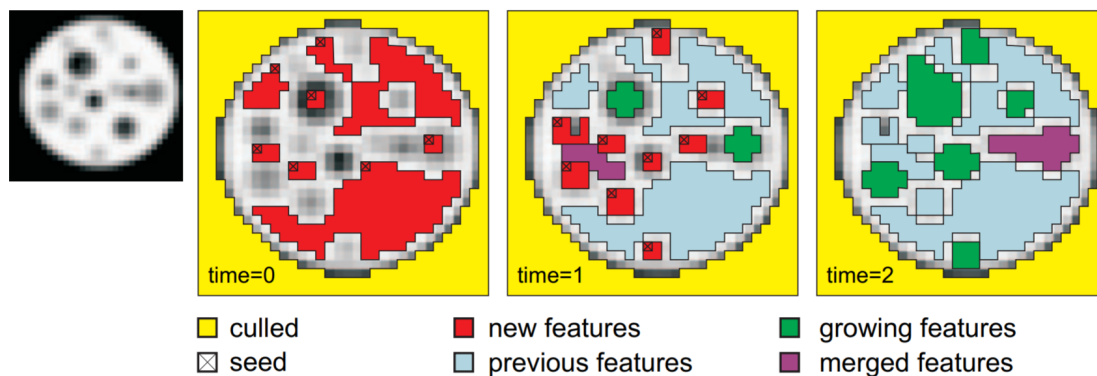 time=0
time=1
time=2
culled
new features
growing features
seed
previous features
merged features